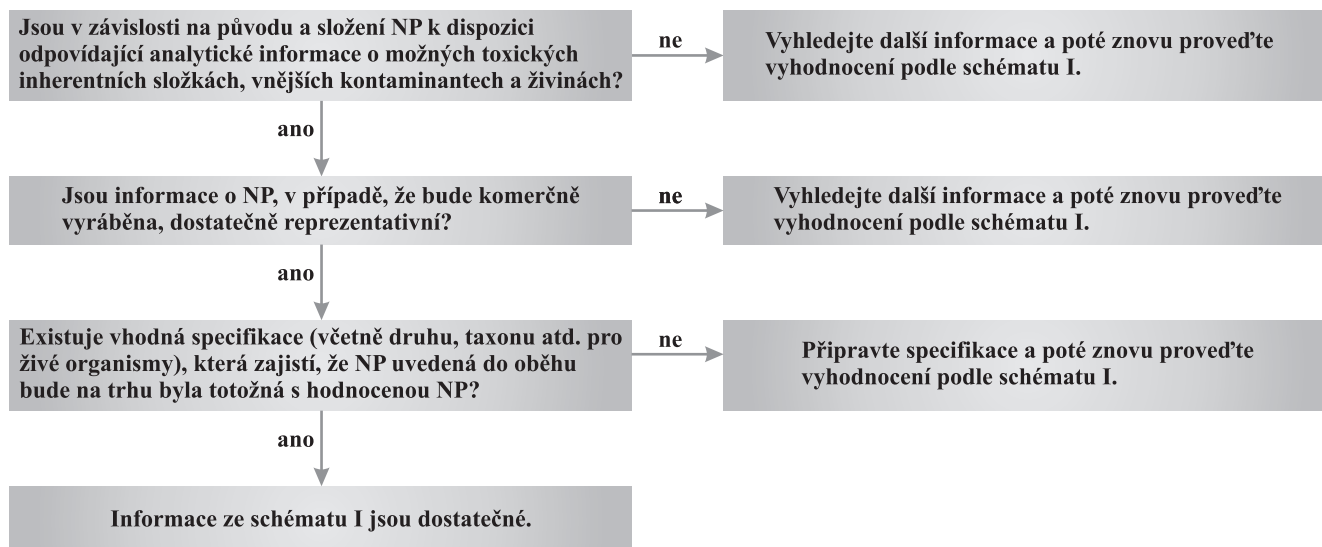 Jsou v závislosti na původu a složení NP k dispozici
odpovídající analytické informace o možných toxických
inherentních složkách, vnějších kontaminantech a živinách?
ne
Vyhledejte další informace a poté znovu proveďte
vyhodnocení podle schématu I.
ano
Jsou informace o NP, v případě, že bude komerčně
vyráběna, dostatečně reprezentativní?
ne
Vyhledejte další informace a poté znovu proveďte
vyhodnocení podle schématu I.
ano
Existuje vhodná specifikace (včetně druhu, taxonu atd. pro
živé organismy), která zajistí, že NP uvedená do oběhu
bude na trhu byla totožná s hodnocenou NP?
ne
Připravte specifikace a poté znovu proveďte
vyhodnocení podle schématu I.
ano
Informace ze schématu I jsou dostatečné.